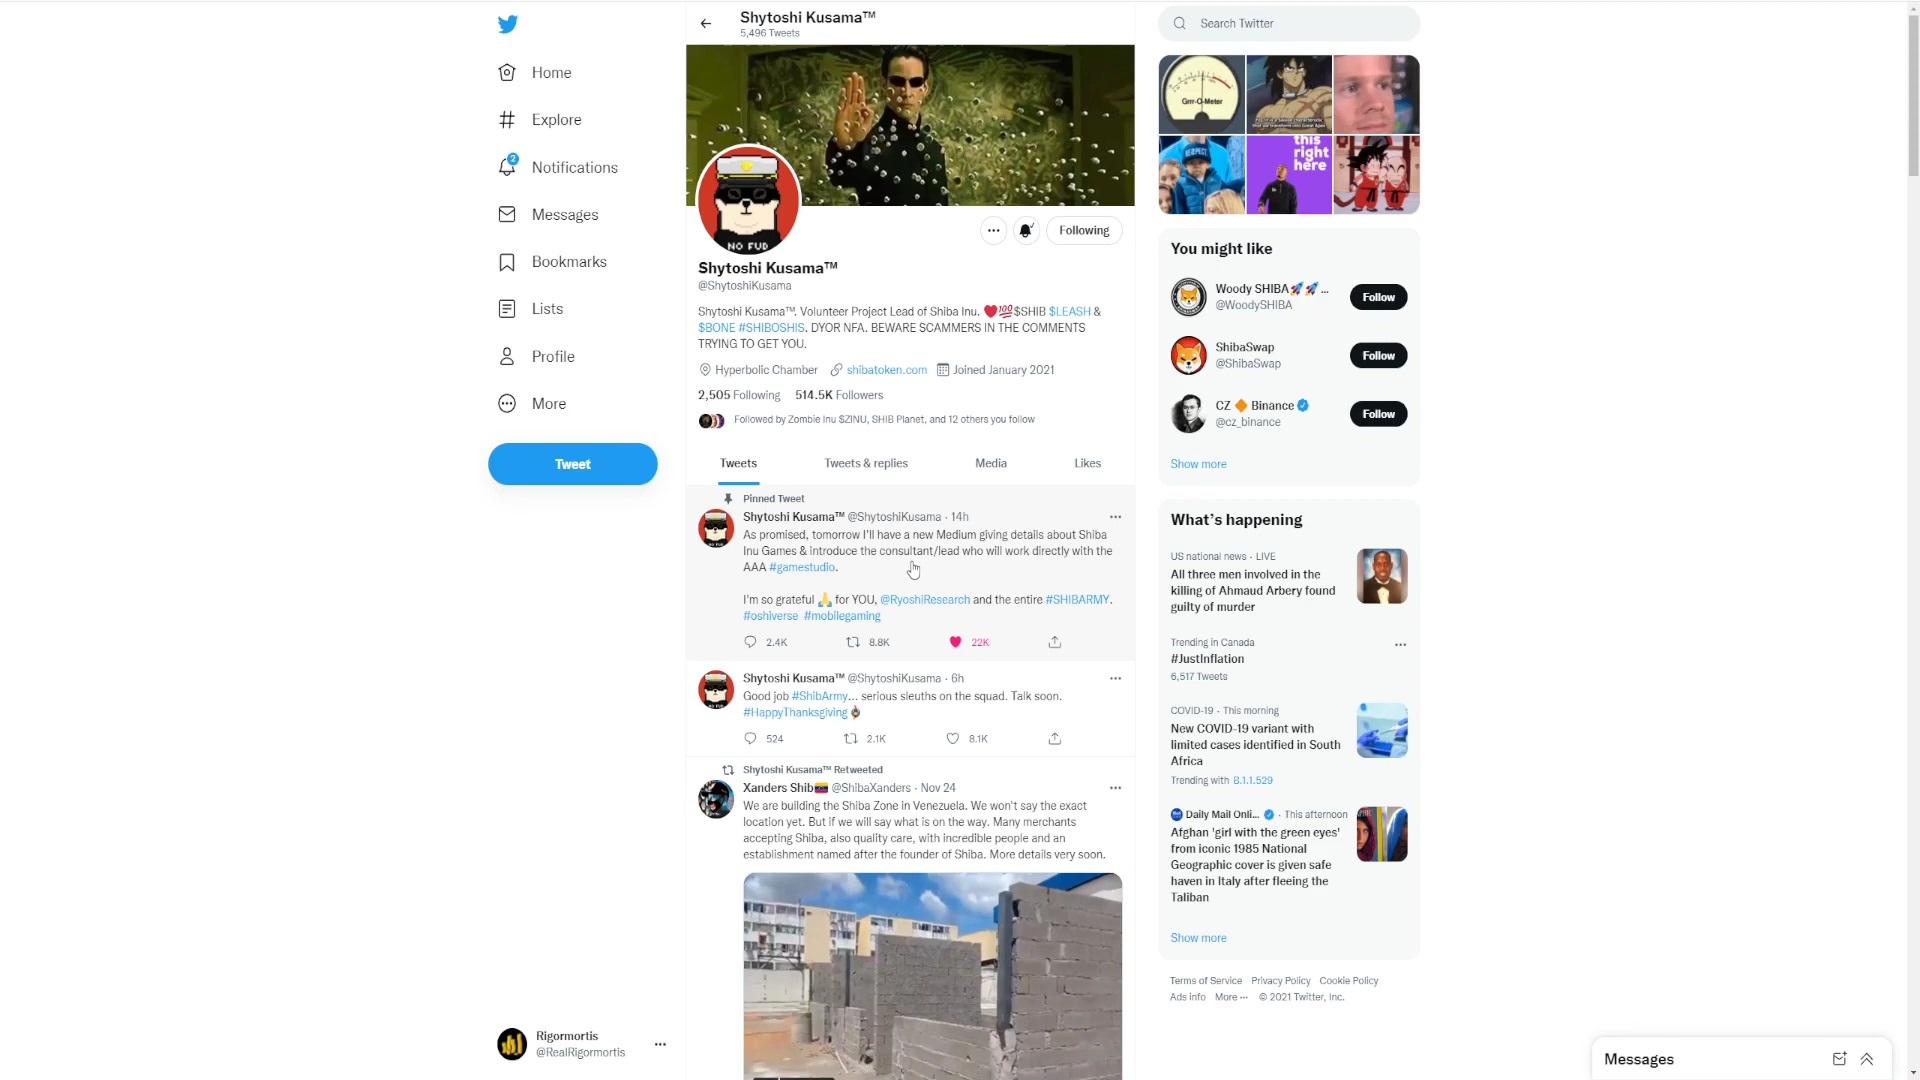 Home
Explore
2
Notifications
Messages
Bookmarks
Lists
Profile
More
Tweet
Rigormortis
@RealRigormortis
Shytoshi Kusama™
5,496 Tweets
NO FUD
Following
Shytoshi Kusama™
@ShytoshiKusama
Shytoshi Kusama™. Volunteer Project Lead of Shiba Inu. ❤️💯$SHIB $LEASH &
$BONE #SHIBOSHIS. DYOR NFA. BEWARE SCAMMERS IN THE COMMENTS
TRYING TO GET YOU.
Hyperbolic Chamber shibatoken.com Joined January 2021
2,505 Following 514.5K Followers
Followed by Zombie Inu $ZINU, SHIB Planet, and 12 others you follow
Tweets Tweets & replies Media Likes
Pinned Tweet
Shytoshi Kusama™ @ShytoshiKusama · 14h
As promised, tomorrow I'll have a new Medium giving details about Shiba
Inu Games & introduce the consultant/lead who will work directly with the
AAA #gamestudio.
I'm so grateful 🙏 for YOU, @RyoshiResearch and the entire #SHIBARMY.
#oshiverse #mobilegaming
2.4K 8.8K 22K
Shytoshi Kusama™ @ShytoshiKusama · 6h
Good job #ShibArmy... serious sleuths on the squad. Talk soon.
#HappyThanksgiving
524 2.1K 8.1K
Shytoshi Kusama™ Retweeted
Xanders Shib🇻🇪 @ShibaXanders · Nov 24
We are building the Shiba Zone in Venezuela. We won't say the exact
location yet. But if we will say what is on the way. Many merchants
accepting Shiba, also quality care, with incredible people and an
establishment named after the founder of Shiba. More details very soon.
Search Twitter
Grrr-O-Meter
RESPECT
this
right
here
You might like
Woody SHIBA🚀🚀 ...
@WoodySHIBA
Follow
ShibaSwap
@ShibaSwap
Follow
CZ 🔶 Binance
@cz_binance
Follow
Show more
What's happening
US national news · LIVE
All three men involved in the
killing of Ahmaud Arbery found
guilty of murder
Trending in Canada
#JustInflation
6,517 Tweets
COVID-19 · This morning
New COVID-19 variant with
limited cases identified in South
Africa
Trending with B.1.1.529
Daily Mail Onli... · This afternoon
Afghan 'girl with the green eyes'
from iconic 1985 National
Geographic cover is given safe
haven in Italy after fleeing the
Taliban
Show more
Terms of Service Privacy Policy Cookie Policy
Ads info More ··· © 2021 Twitter, Inc.
Messages